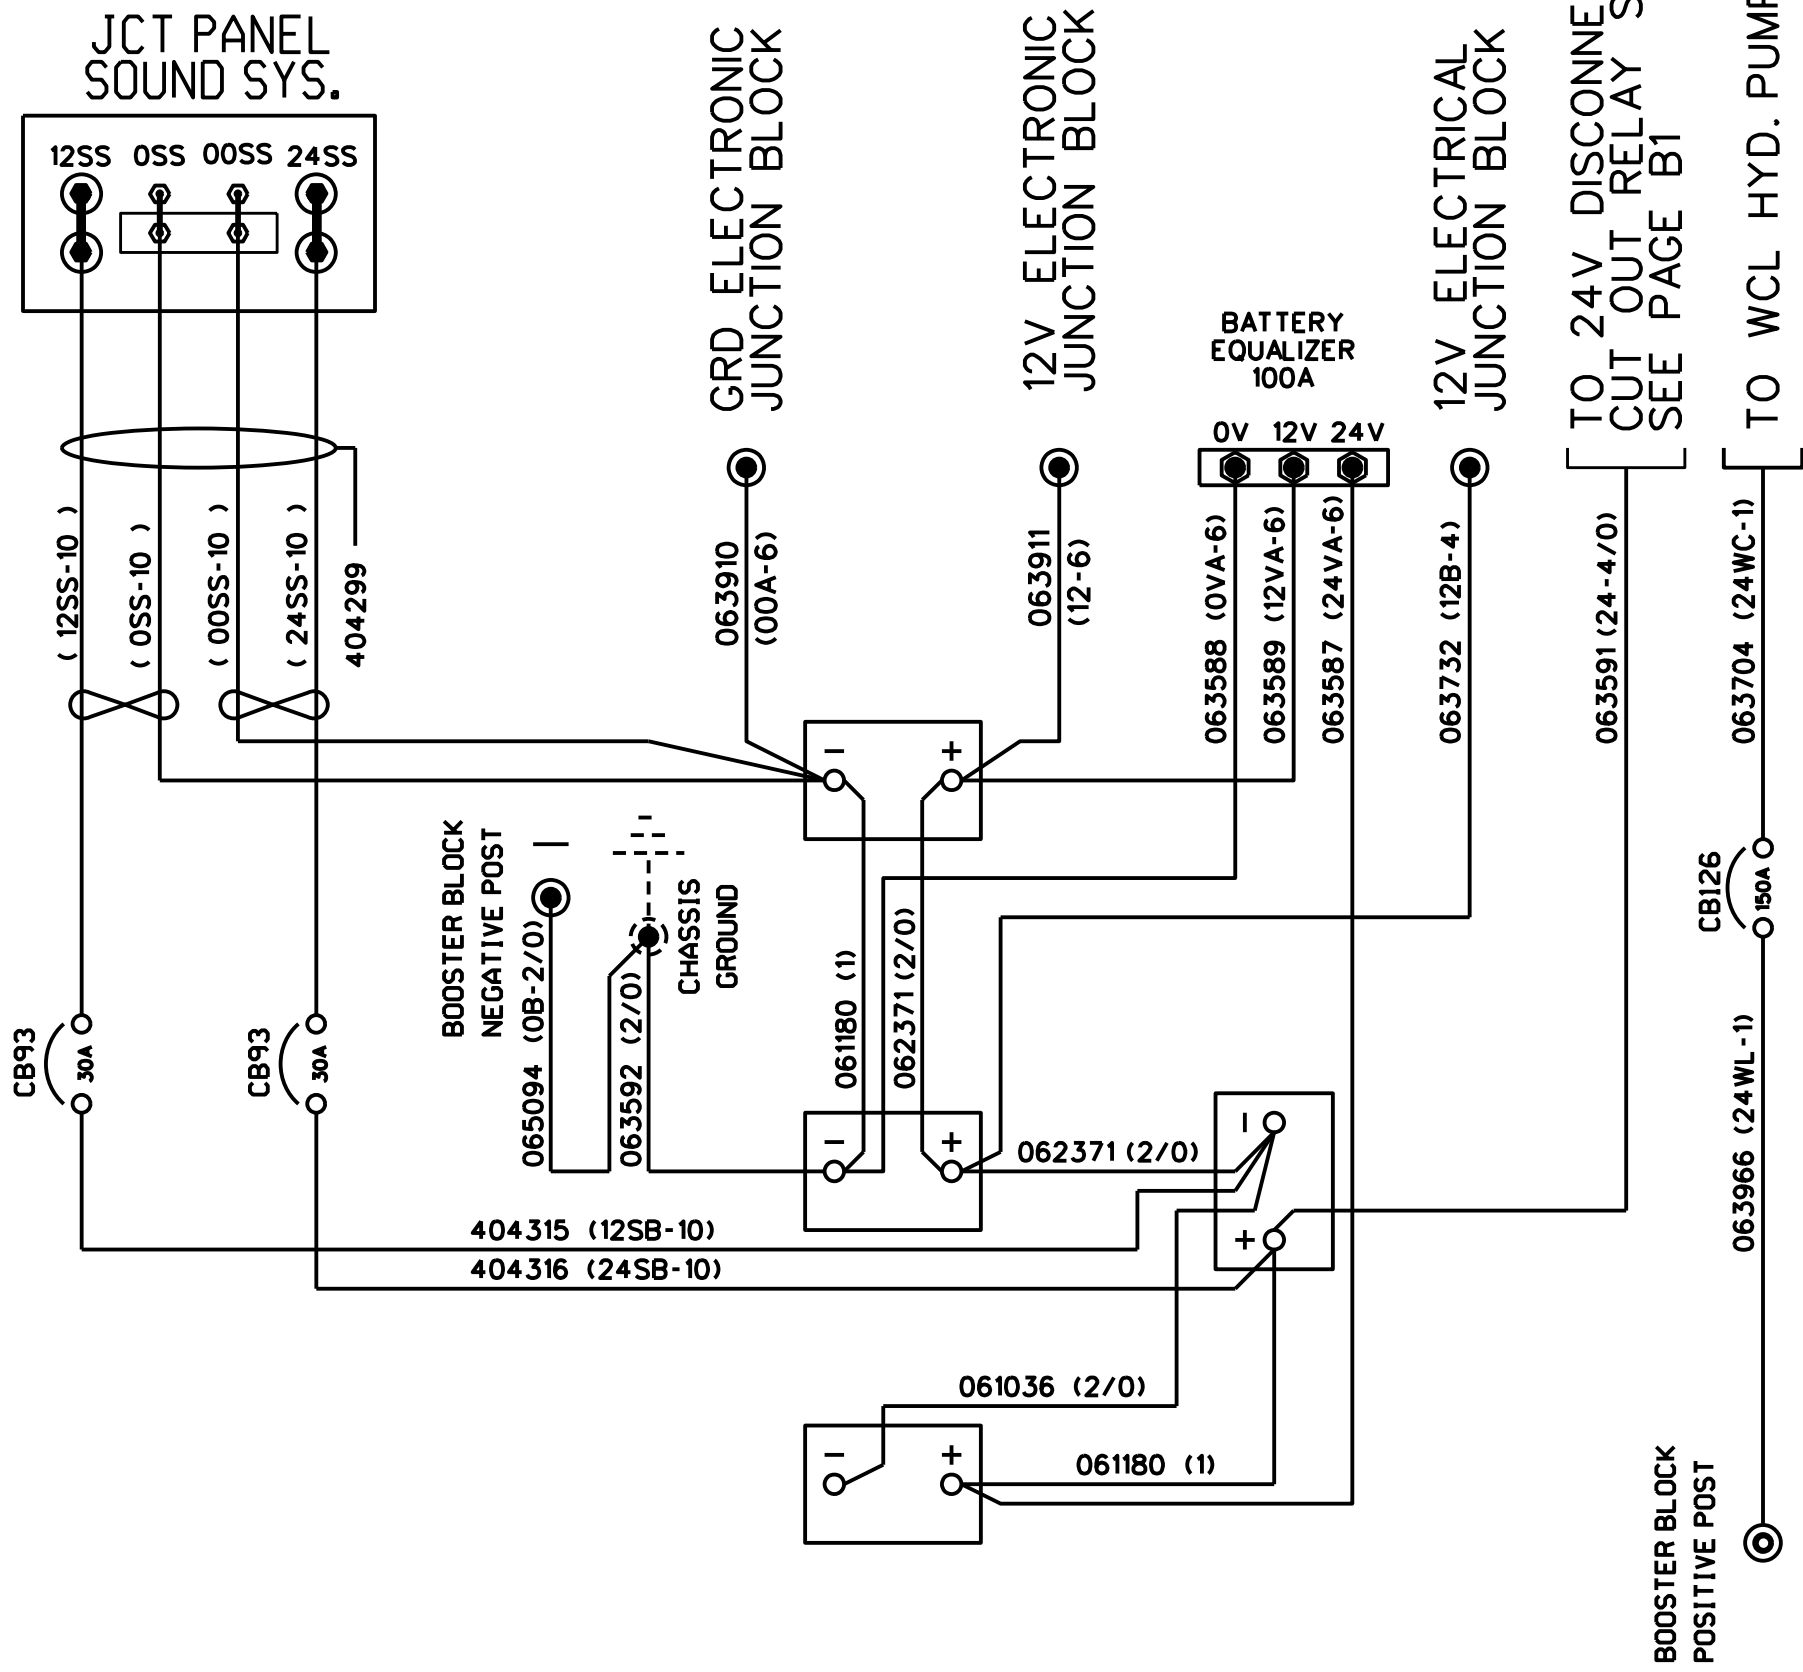 JCT PANEL
SOUND SYS.
12SS 0SS 00SS 24SS
GRD ELECTRONIC
JUNCTION BLOCK
12V ELECTRONIC
JUNCTION BLOCK
BATTERY
EQUALIZER
100A
0V 12V 24V
12V ELECTRICAL
JUNCTION BLOCK
TO 24V DISCONNE
CUT OUT RELAY S
SEE PAGE B1
TO WCL HYD. PUMP
( 12SS-10 )
( 0SS-10 )
( 00SS-10 )
( 24SS-10 )
404299
063910
(00A-6)
063911
(12-6)
063588 (0VA-6)
063589 (12VA-6)
063587 (24VA-6)
063732 (12B-4)
063591 (24-4/0)
063704 (24WC-1)
- +
BOOSTER BLOCK
NEGATIVE POST
-
CHASSIS
GROUND
065094 (0B-2/0)
063592 (2/0)
061180 (1)
062371 (2/0)
CB126
150A
CB93
30A
CB93
30A
063966 (24WL-1)
- +
062371 (2/0)
-
+
404315 (12SB-10)
404316 (24SB-10)
061036 (2/0)
- +
061180 (1)
BOOSTER BLOCK
POSITIVE POST